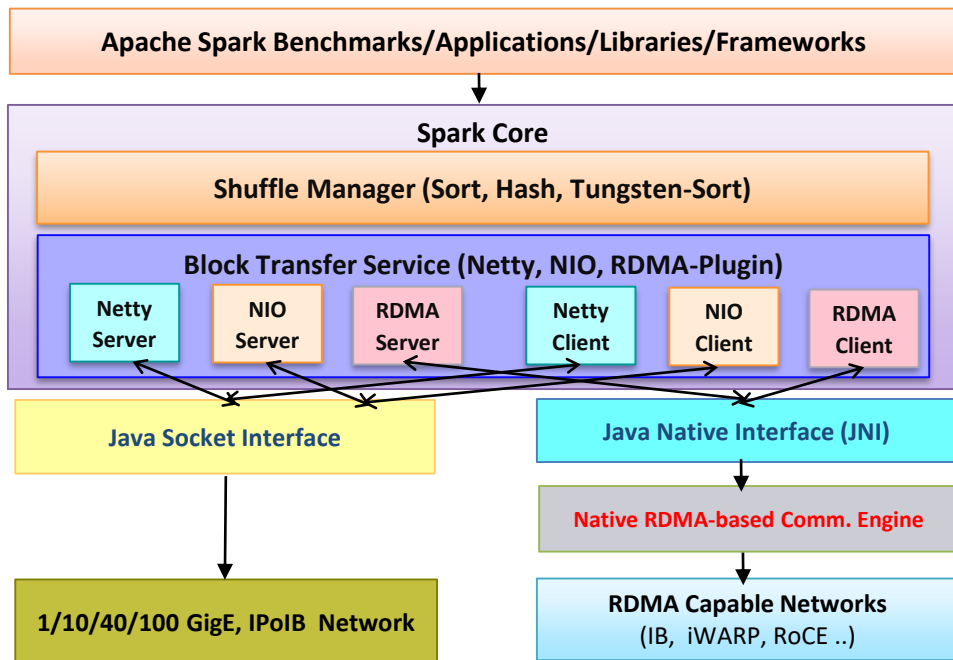 Apache Spark Benchmarks/Applications/Libraries/Frameworks
Spark Core
Shuffle Manager (Sort, Hash, Tungsten-Sort)
Block Transfer Service (Netty, NIO, RDMA-Plugin)
Netty
Server
NIO
Server
RDMA
Server
Netty
Client
NIO
Client
RDMA
Client
Java Socket Interface
Java Native Interface (JNI)
Native RDMA-based Comm. Engine
1/10/40/100 GigE, IPoIB Network
RDMA Capable Networks
(IB, iWARP, RoCE ..)